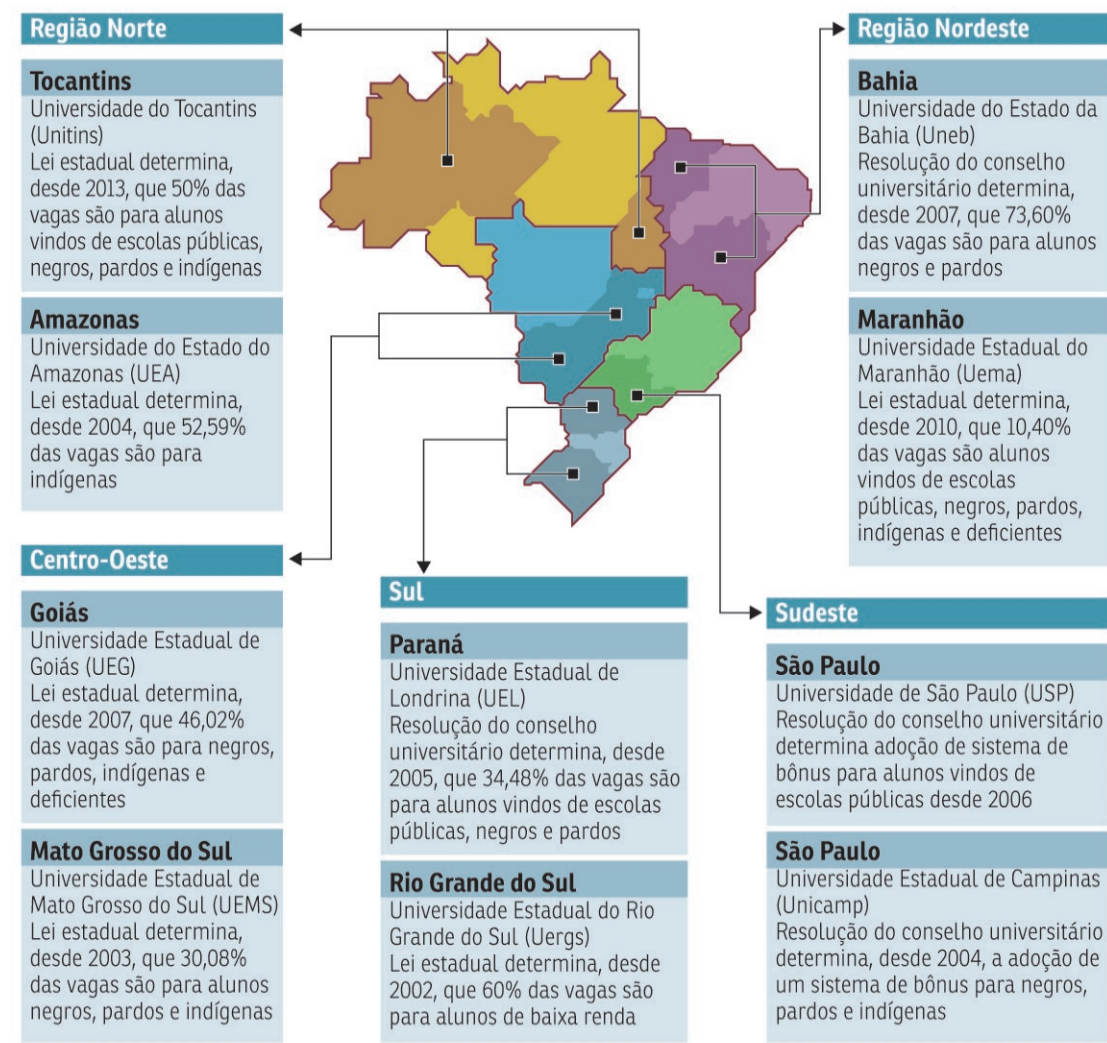 Região Norte
Tocantins
Universidade do Tocantins
(Unitins)
Lei estadual determina,
desde 2013, que 50% das
vagas são para alunos
vindos de escolas públicas,
negros, pardos e indígenas
Amazonas
Universidade do Estado do
Amazonas (UEA)
Lei estadual determina,
desde 2004, que 52,59%
das vagas são para
indígenas
Região Nordeste
Bahia
Universidade do Estado da
Bahia (Uneb)
Resolução do conselho
universitário determina,
desde 2007, que 73,60%
das vagas são para alunos
negros e pardos
Maranhão
Universidade Estadual do
Maranhão (Uema)
Lei estadual determina,
desde 2010, que 10,40%
das vagas são alunos
vindos de escolas
públicas, negros, pardos,
indígenas e deficientes
Centro-Oeste
Goiás
Universidade Estadual de
Goiás (UEG)
Lei estadual determina,
desde 2007, que 46,02%
das vagas são para negros,
pardos, indígenas e
deficientes
Mato Grosso do Sul
Universidade Estadual de
Mato Grosso do Sul (UEMS)
Lei estadual determina,
desde 2003, que 30,08%
das vagas são para alunos
negros, pardos e indígenas
Sul
Paraná
Universidade Estadual de
Londrina (UEL)
Resolução do conselho
universitário determina, desde
2005, que 34,48% das vagas são
para alunos vindos de escolas
públicas, negros e pardos
Rio Grande do Sul
Universidade Estadual do Rio
Grande do Sul (Uergs)
Lei estadual determina, desde
2002, que 60% das vagas são
para alunos de baixa renda
Sudeste
São Paulo
Universidade de São Paulo (USP)
Resolução do conselho universitário
determina adoção de sistema de
bônus para alunos vindos de
escolas públicas desde 2006
São Paulo
Universidade Estadual de Campinas
(Unicamp)
Resolução do conselho universitário
determina, desde 2004, a adoção de
um sistema de bônus para negros,
pardos e indígenas